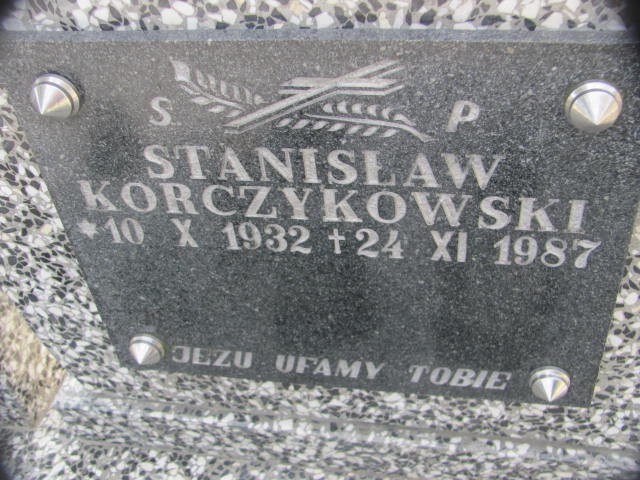 S P
STANISŁAW
KORCZYKOWSKI
* 10 X 1932 + 24 XI 1987
JEZU UFAMY TOBIE